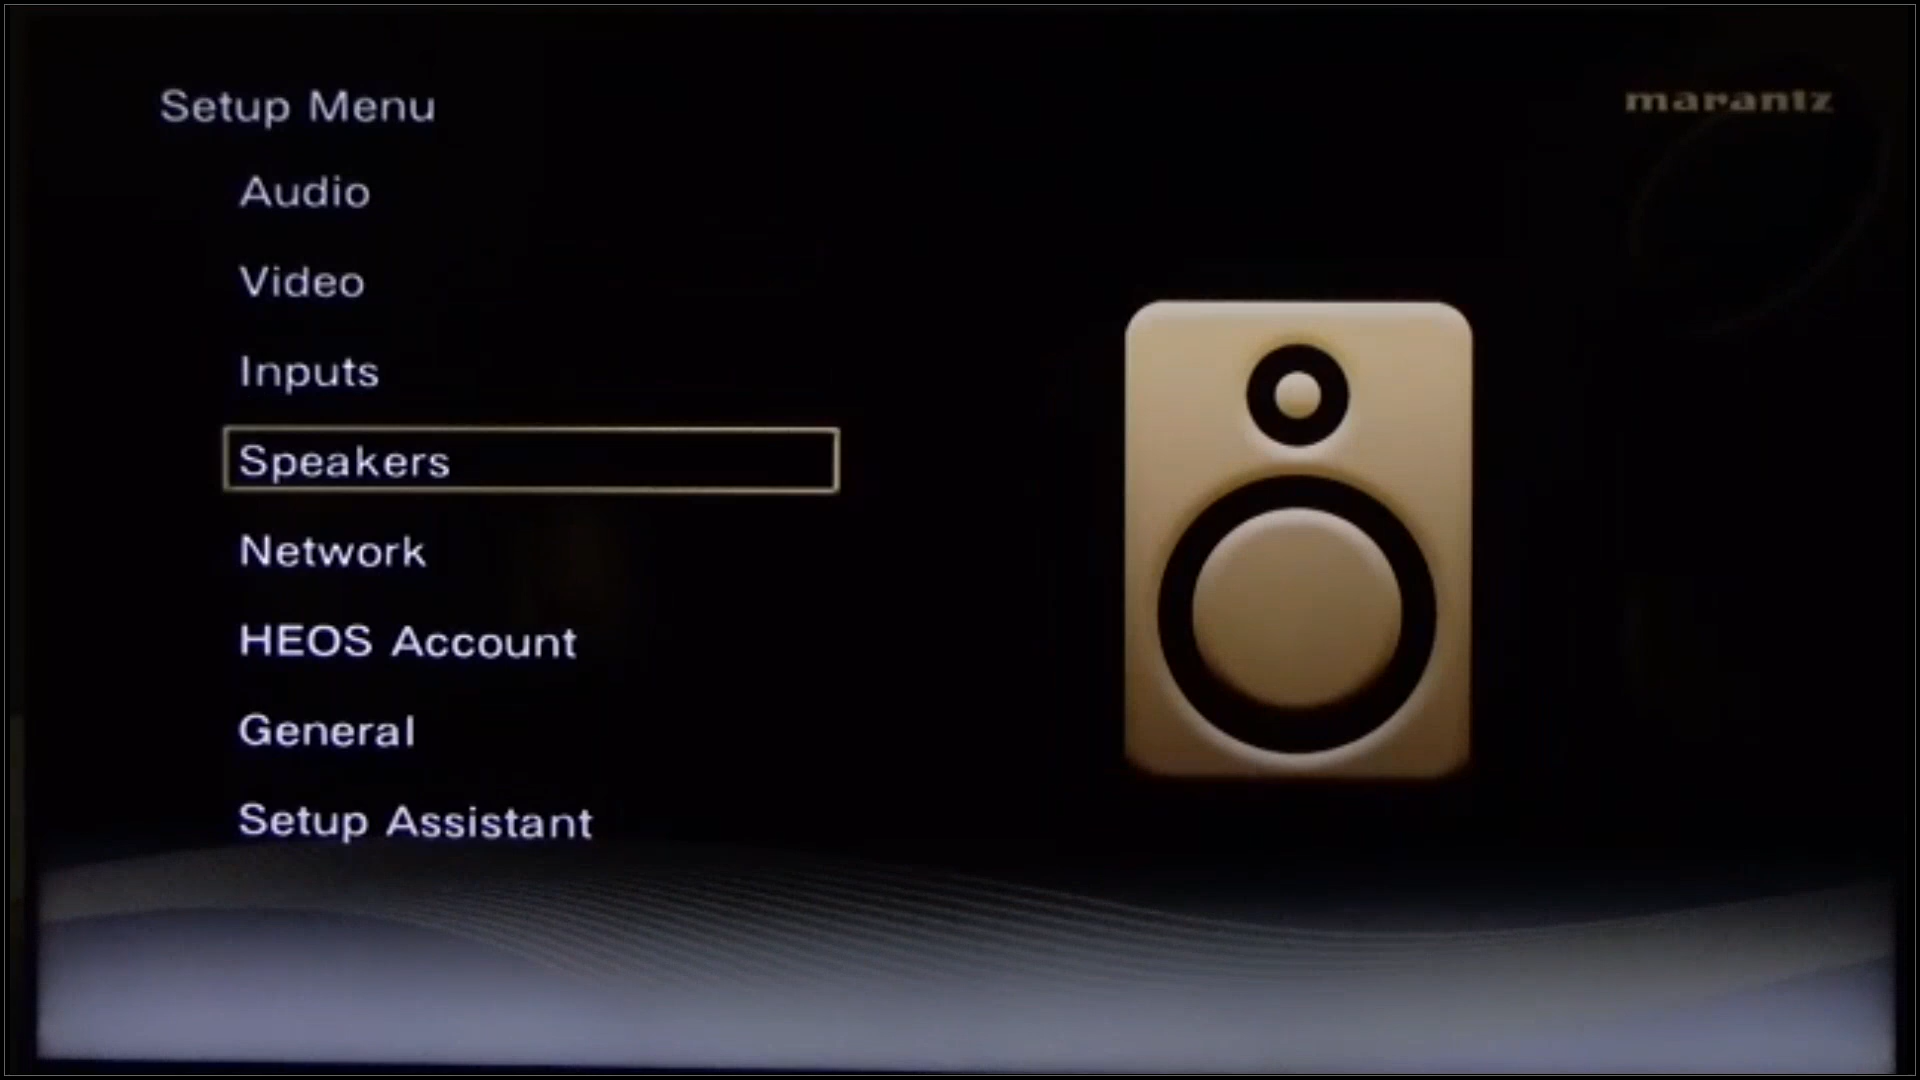 Setup Menu
marantz
Audio
Video
Inputs
Speakers
Network
HEOS Account
General
Setup Assistant